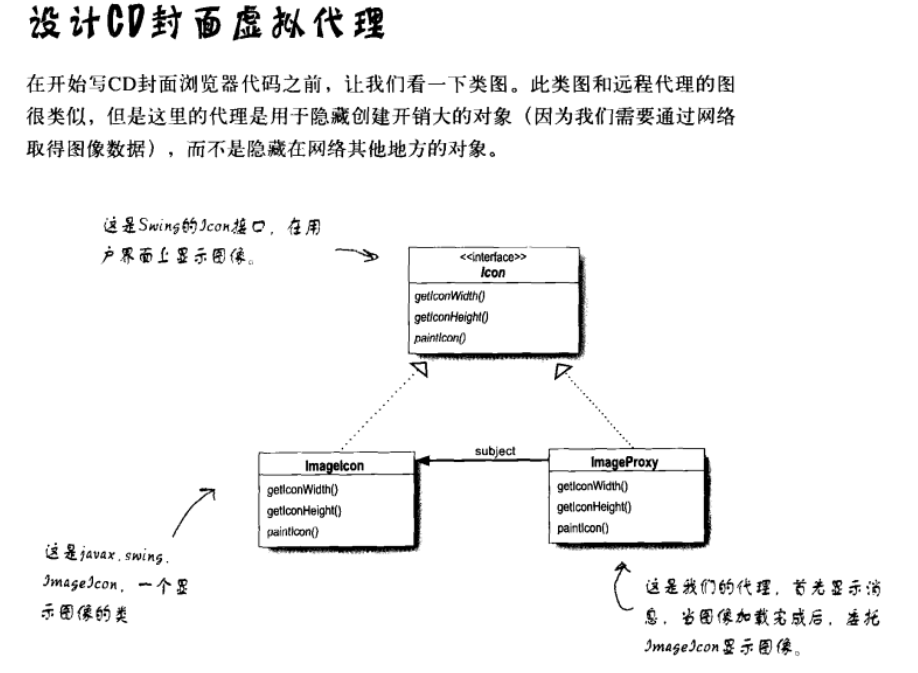 设计CD封面虚拟代理
在开始写CD封面浏览器代码之前，让我们看一下类图。此类图和远程代理的图
很类似，但是这里的代理是用于隐藏创建开销大的对象（因为我们需要通过网络
取得图像数据），而不是隐藏在网络其他地方的对象。
这是Swing的Icon接口，在用
户界面上显示图像。
<<interface>>
Icon
getIconWidth()
getIconHeight()
paintIcon()
subject
ImageIcon
getIconWidth()
getIconHeight()
paintIcon()
ImageProxy
getIconWidth()
getIconHeight()
paintIcon()
这是javax.swing.
ImageIcon，一个显
示图像的类
这是我们的代理，首先显示消
息，当图像加载完成后，委托
ImageIcon显示图像。